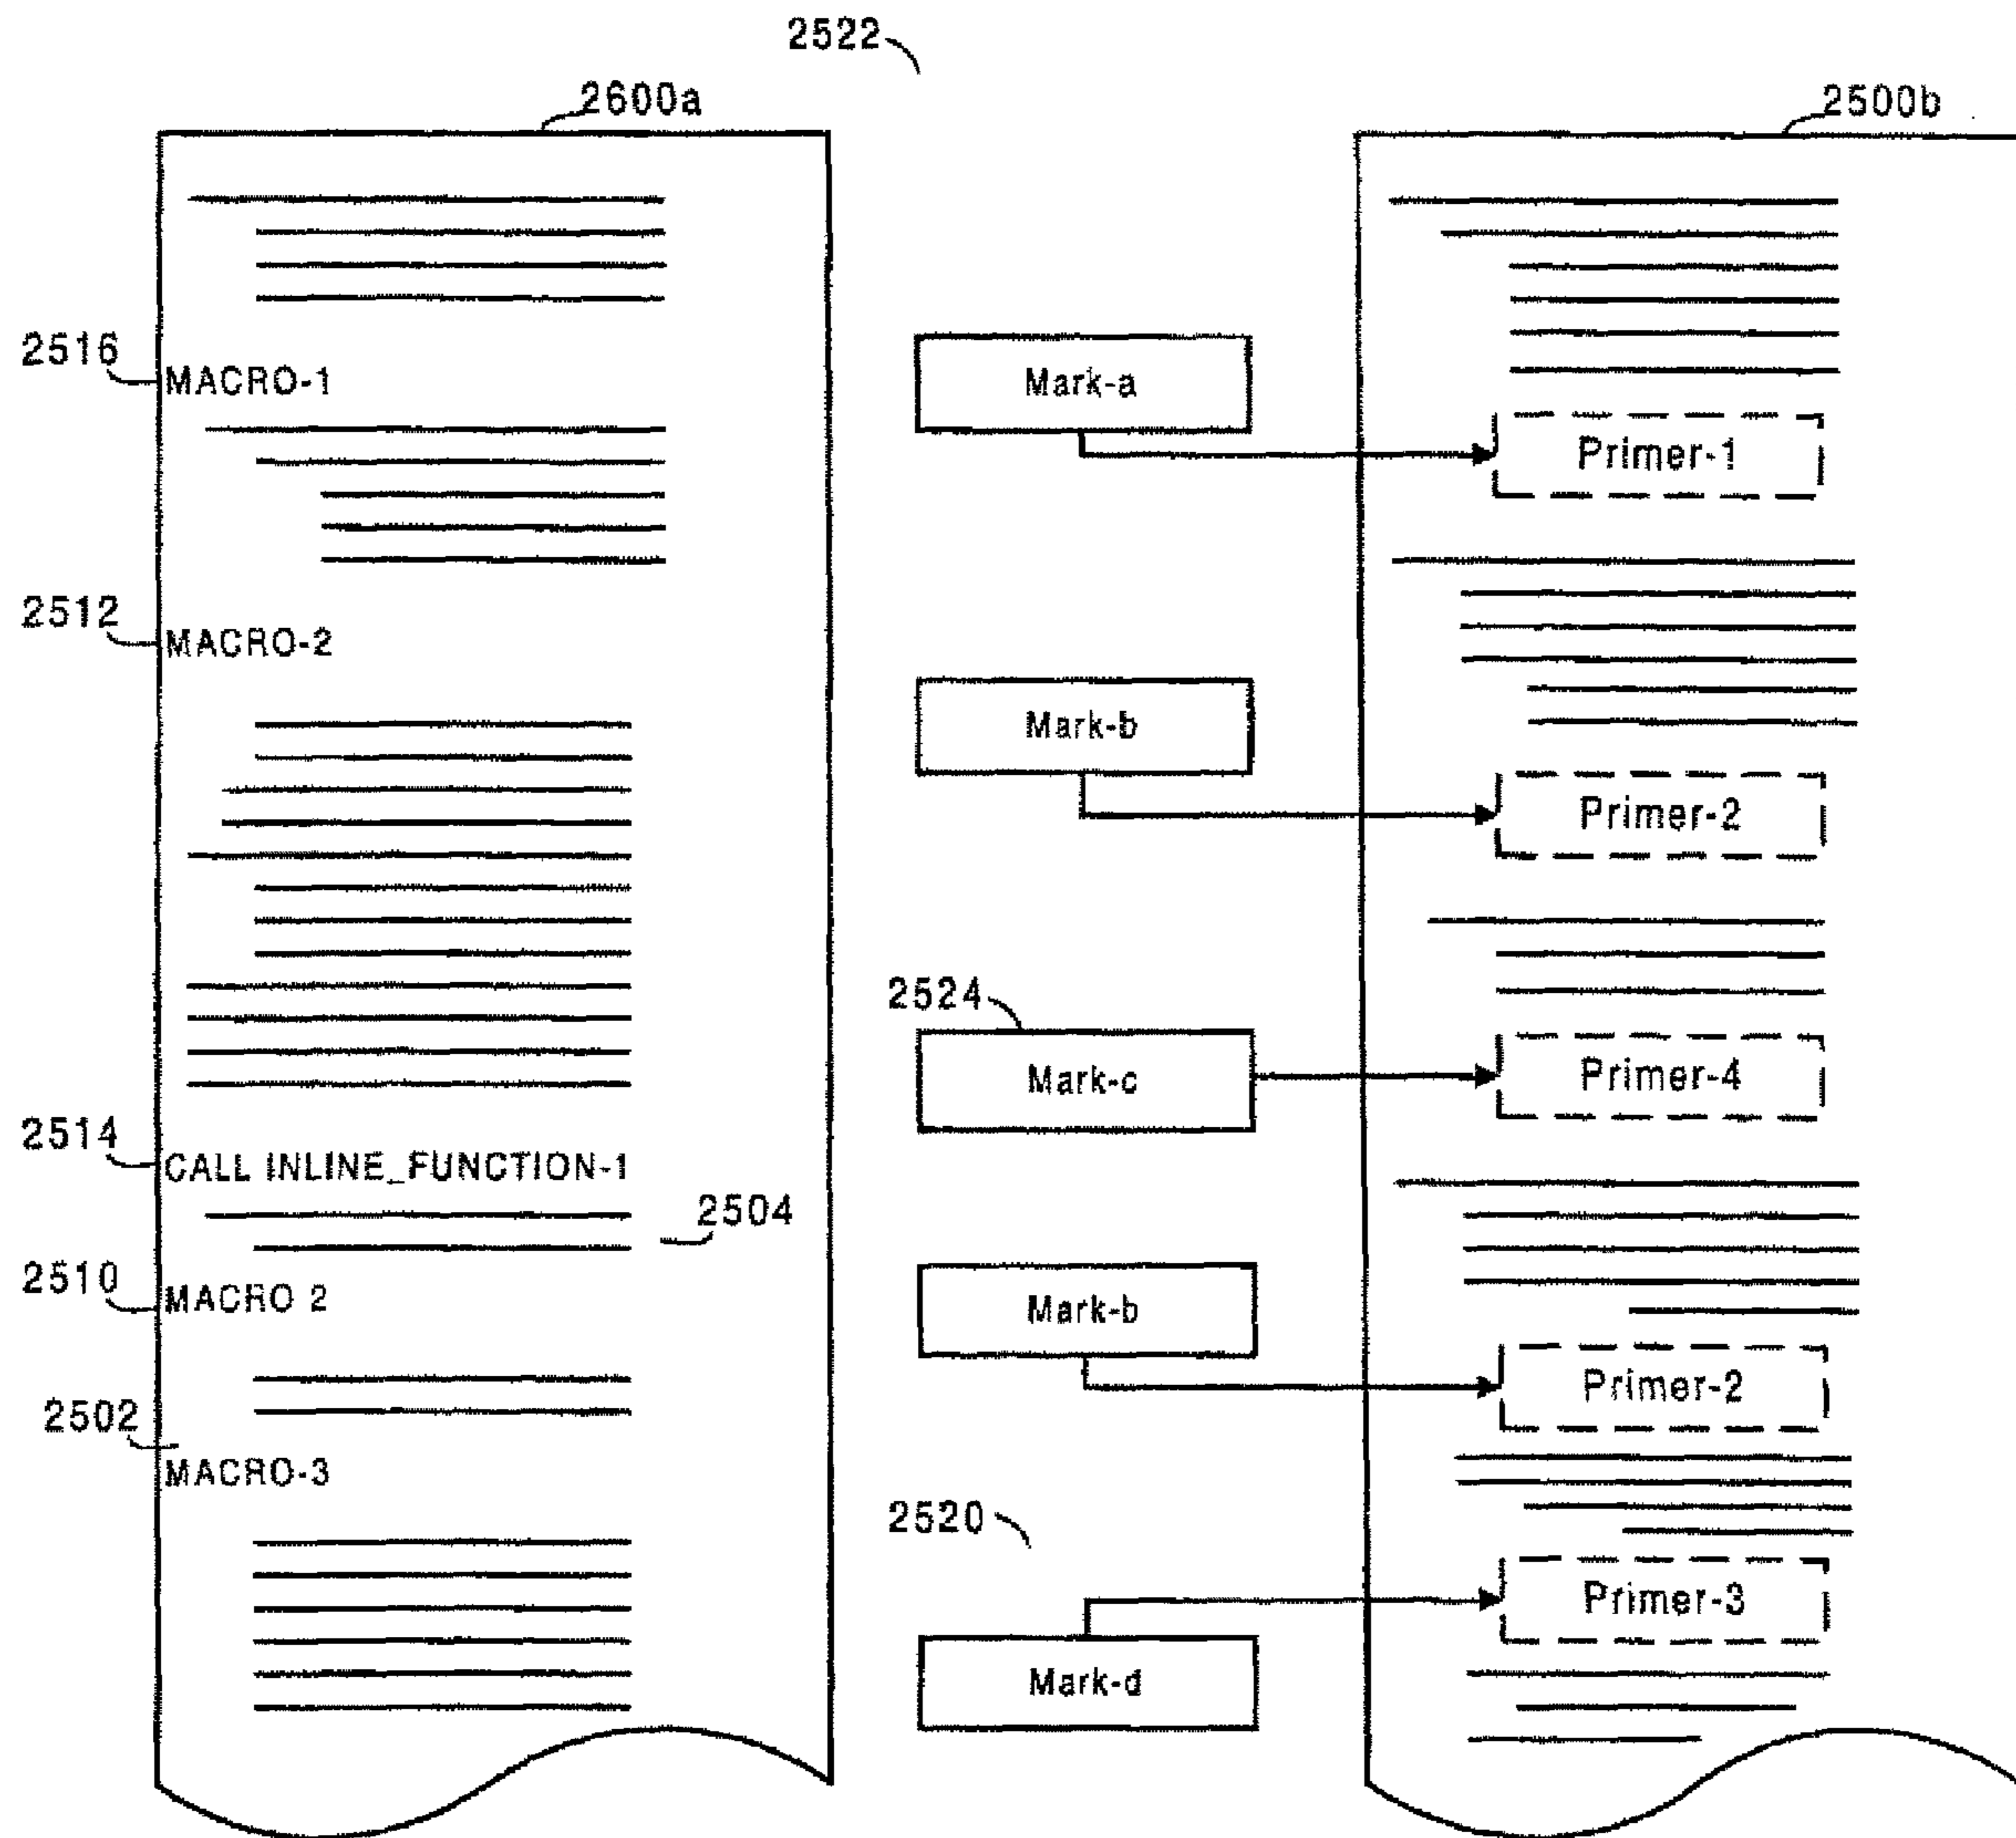 2522
2600a
2500b
2516
MACRO-1
Mark-a
Primer-1
2512
MACRO-2
Mark-b
Primer-2
2524
Mark-c
Primer-4
2514
CALL INLINE_FUNCTION-1
2504
2510
MACRO 2
Mark-b
Primer-2
2502
MACRO-3
2520
Primer-3
Mark-d